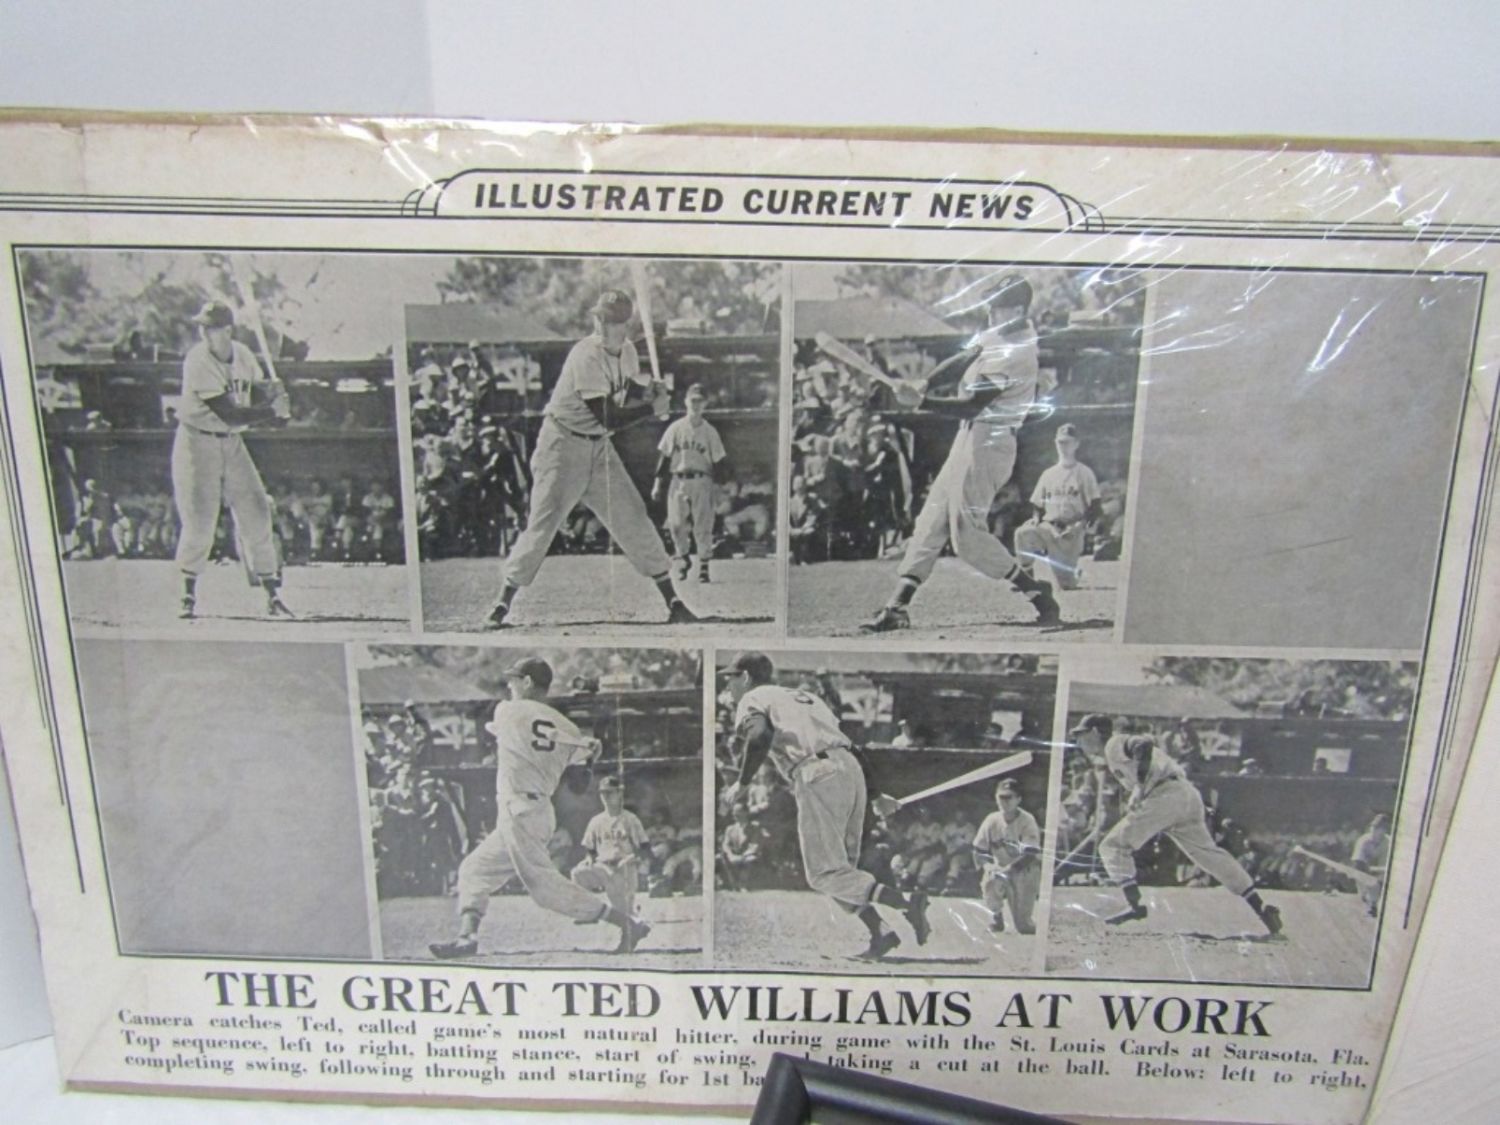 ILLUSTRATED CURRENT NEWS
S
THE GREAT TED WILLIAMS AT WORK
Camera catches Ted, called game's most natural hitter, during game with the St. Louis Cards at Sarasota, Fla.
Top sequence, left to right, batting stance, start of swing, taking a cut at the ball. Below: left to right,
completing swing, following through and starting for 1st